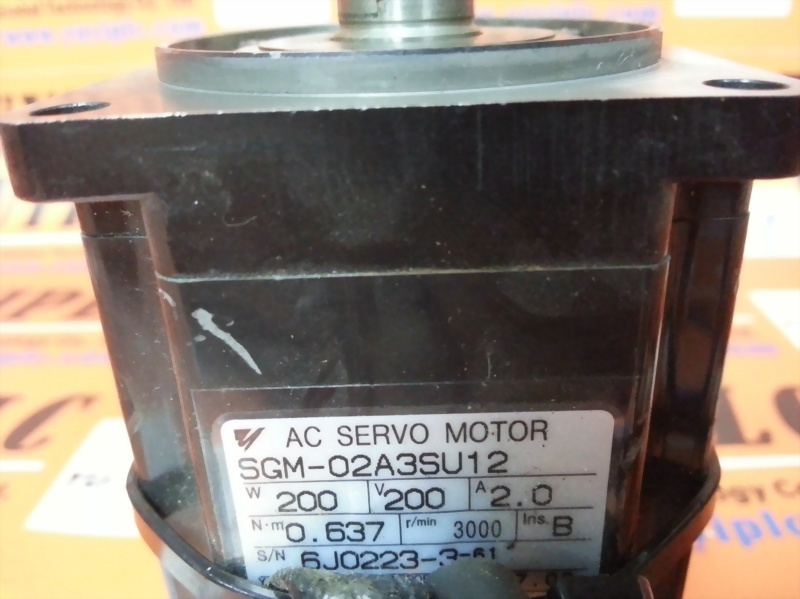 AC SERVO MOTOR
SGM-02A3SU12
W 200 V 200 A 2.0
N·m 0.637 r/min 3000 Ins. B
S/N 6J0223-3-61